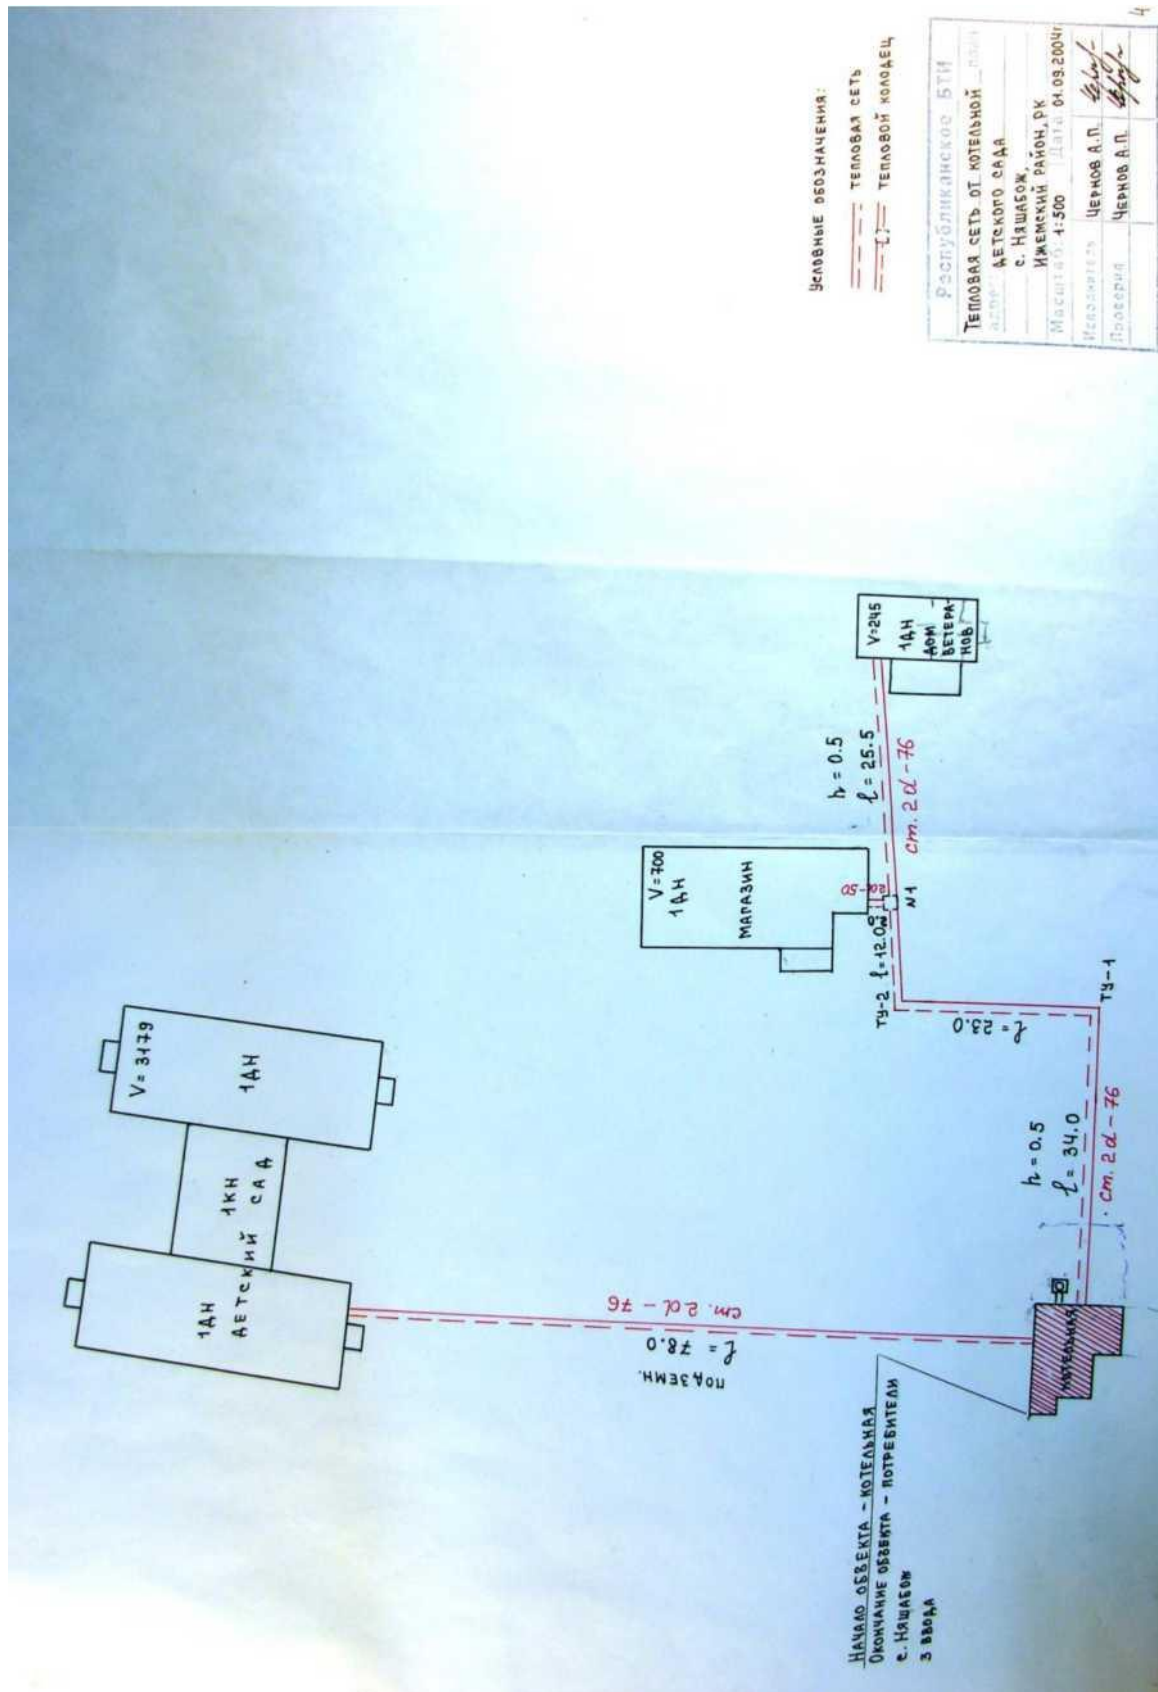 V = 3179
1ДН
1КН
1ДН
ДЕТСКИЙ САД
ПОДЗЕМН.
ℓ = 78.0
ст. 2d - 76
V = 700
1ДН
МАГАЗИН
2d-50
V=245
1ДН
ДОМ
ВЕТЕРА-
НОВ
h = 0.5
ℓ = 25.5
ст. 2d - 76
N1
ТУ-2
ℓ=12.0
ℓ = 23.0
ТУ-1
h = 0.5
ℓ = 34.0
ст. 2d - 76
КОТЕЛЬНАЯ
НАЧАЛО ОБЪЕКТА - КОТЕЛЬНАЯ
ОКОНЧАНИЕ ОБЪЕКТА - ПОТРЕБИТЕЛИ
с. НЯШАБОЖ
3 ВВОДА
УСЛОВНЫЕ ОБОЗНАЧЕНИЯ:
ТЕПЛОВАЯ СЕТЬ
ТЕПЛОВОЙ КОЛОДЕЦ
Республиканское БТИ
ТЕПЛОВАЯ СЕТЬ ОТ КОТЕЛЬНОЙ
ДЕТСКОГО САДА
с. НЯШАБОЖ,
ИЖЕМСКИЙ РАЙОН, РК
Масштаб: 1:500 Дата 01.09.2004г
Исполнитель ЧЕРНОВ А.П.
Проверил ЧЕРНОВ А.П.
4